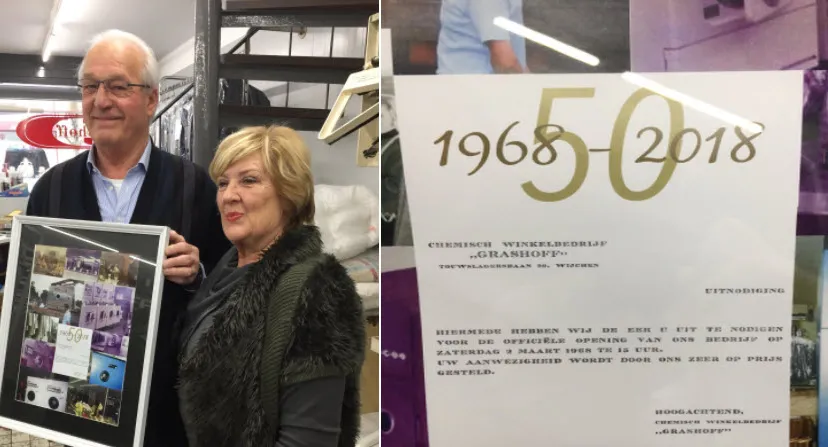 50
1968 - 2018
CHEMISCH WINKELBEDRIJF
„GRASHOFF"
TOUWSLAGERSBAAN 26, WIJCHEN
UITNODIGING
HIERMEDE HEBBEN WIJ DE EER U UIT TE NODIGEN
VOOR DE OFFICIËLE OPENING VAN ONS BEDRIJF OP
ZATERDAG 2 MAART 1968 TE 15 UUR.
UW AANWEZIGHEID WORDT DOOR ONS ZEER OP PRIJS
GESTELD.
HOOGACHTEND,
CHEMISCH WINKELBEDRIJF
„GRASHOFF"